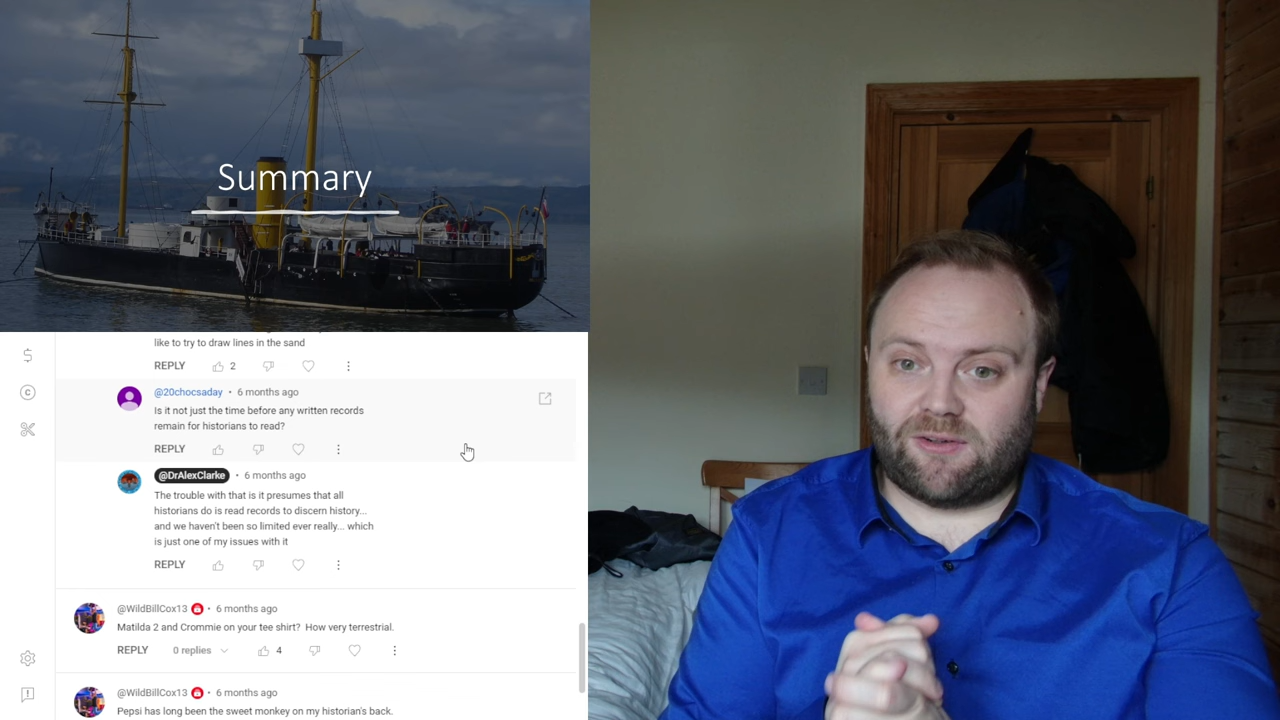 Summary
like to try to draw lines in the sand
REPLY 2
@20chocsaday • 6 months ago
Is it not just the time before any written records
remain for historians to read?
REPLY
@DrAlexClarke • 6 months ago
The trouble with that is it presumes that all
historians do is read records to discern history...
and we haven't been so limited ever really... which
is just one of my issues with it
REPLY
@WildBillCox13 • 6 months ago
Matilda 2 and Crommie on your tee shirt?  How very terrestrial.
REPLY 0 replies 4
@WildBillCox13 • 6 months ago
Pepsi has long been the sweet monkey on my historian's back.